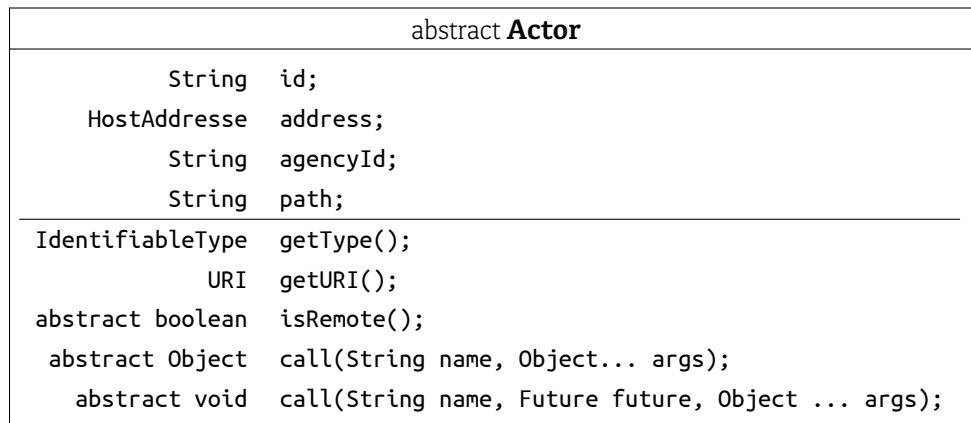 abstract Actor
String id;
HostAddresse address;
String agencyId;
String path;
IdentifiableType getType();
URI getURI();
abstract boolean isRemote();
abstract Object call(String name, Object... args);
abstract void call(String name, Future future, Object ... args);